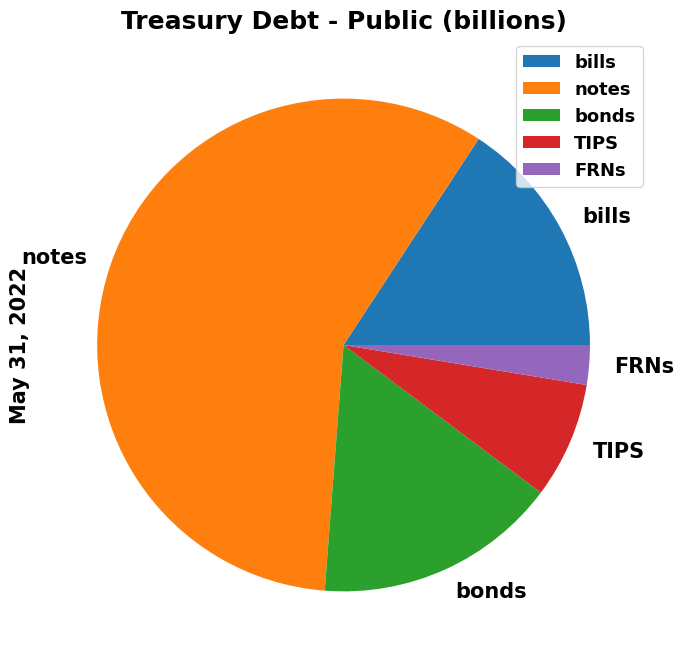 Treasury Debt - Public (billions)
bills
notes
bonds
TIPS
FRNs
bills
notes
May 31, 2022
FRNs
TIPS
bonds